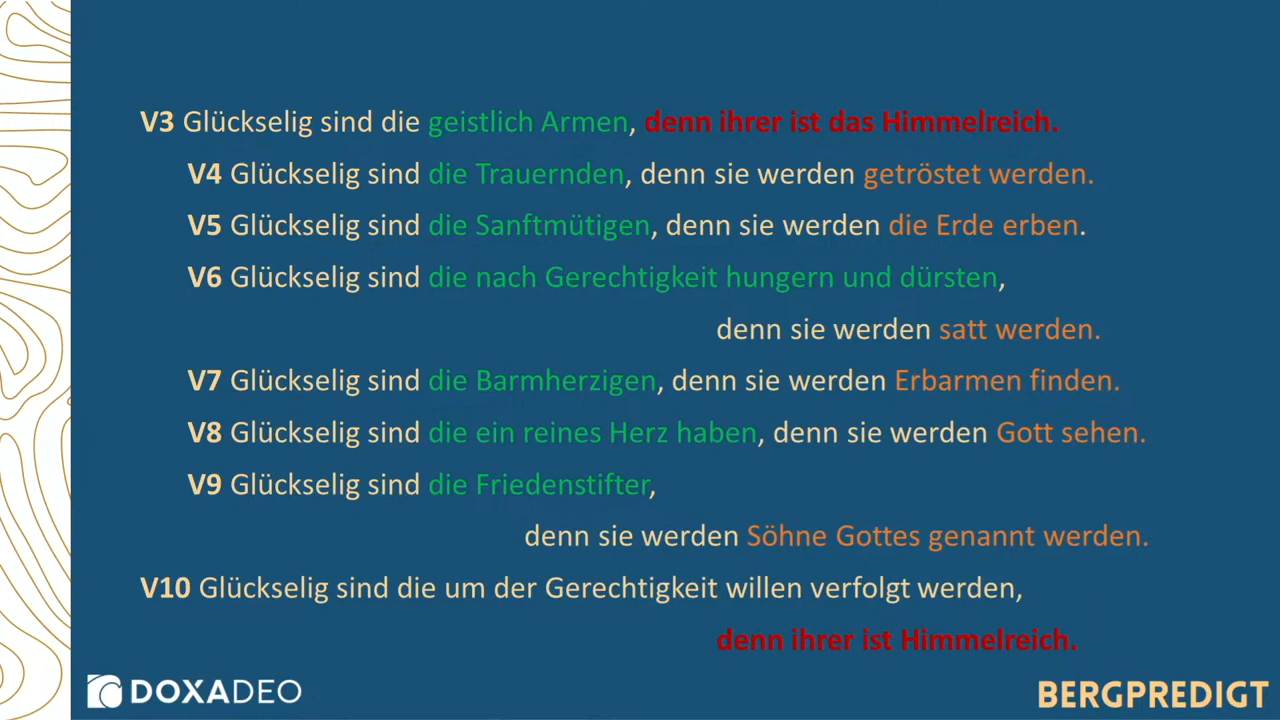 V3 Glückselig sind die geistlich Armen, denn ihrer ist das Himmelreich.
V4 Glückselig sind die Trauernden, denn sie werden getröstet werden.
V5 Glückselig sind die Sanftmütigen, denn sie werden die Erde erben.
V6 Glückselig sind die nach Gerechtigkeit hungern und dürsten,
denn sie werden satt werden.
V7 Glückselig sind die Barmherzigen, denn sie werden Erbarmen finden.
V8 Glückselig sind die ein reines Herz haben, denn sie werden Gott sehen.
V9 Glückselig sind die Friedenstifter,
denn sie werden Söhne Gottes genannt werden.
V10 Glückselig sind die um der Gerechtigkeit willen verfolgt werden,
denn ihrer ist Himmelreich.
DOXADEO
BERGPREDIGT